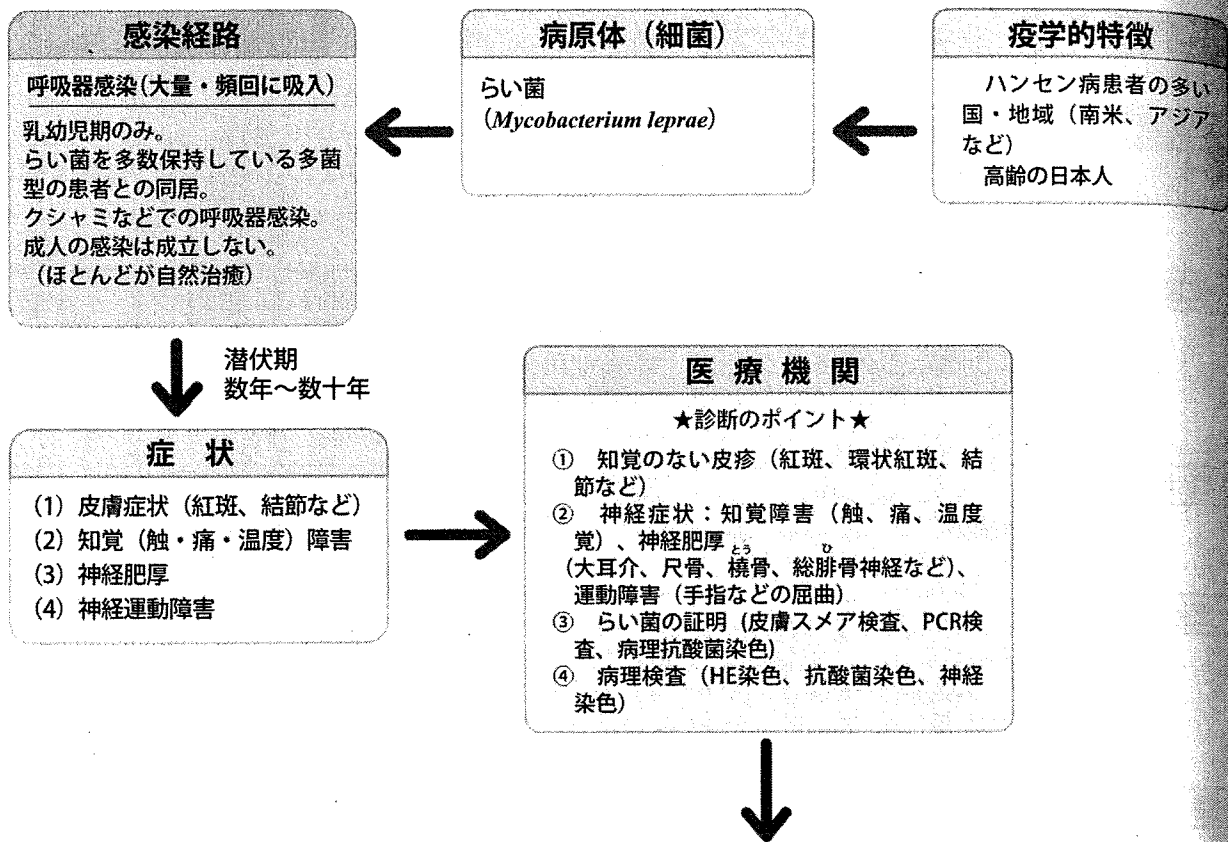 感染経路
呼吸器感染(大量・頻回に吸入)
乳幼児期のみ。
らい菌を多数保持している多菌
型の患者との同居。
クシャミなどでの呼吸器感染。
成人の感染は成立しない。
（ほとんどが自然治癒）
病原体（細菌）
らい菌
（Mycobacterium leprae）
疫学的特徴
ハンセン病患者の多い
国・地域（南米、アジア
など）
高齢の日本人
潜伏期
数年～数十年
症 状
(1) 皮膚症状（紅斑、結節など）
(2) 知覚（触・痛・温度）障害
(3) 神経肥厚
(4) 神経運動障害
医 療 機 関
★診断のポイント★
① 知覚のない皮疹（紅斑、環状紅斑、結
節など）
② 神経症状：知覚障害（触、痛、温度
覚）、神経肥厚
とう ひ
（大耳介、尺骨、橈骨、総腓骨神経など）、
運動障害（手指などの屈曲）
③ らい菌の証明（皮膚スメア検査、PCR検
査、病理抗酸菌染色)
④ 病理検査（HE染色、抗酸菌染色、神経
染色）